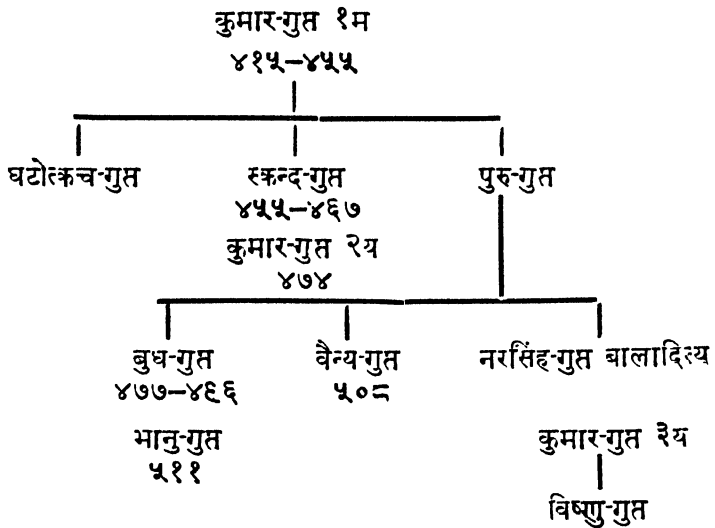 कुमार-गुप्त १म
४१५–४५५
घटोत्कच-गुप्त स्कन्द-गुप्त पुरु-गुप्त
४५५–४६७
कुमार-गुप्त २य
४७४
बुध-गुप्त वैन्य-गुप्त नरसिंह-गुप्त बालादित्य
४७७–४९६ ५०८
भानु-गुप्त कुमार-गुप्त ३य
५११
विष्णु-गुप्त